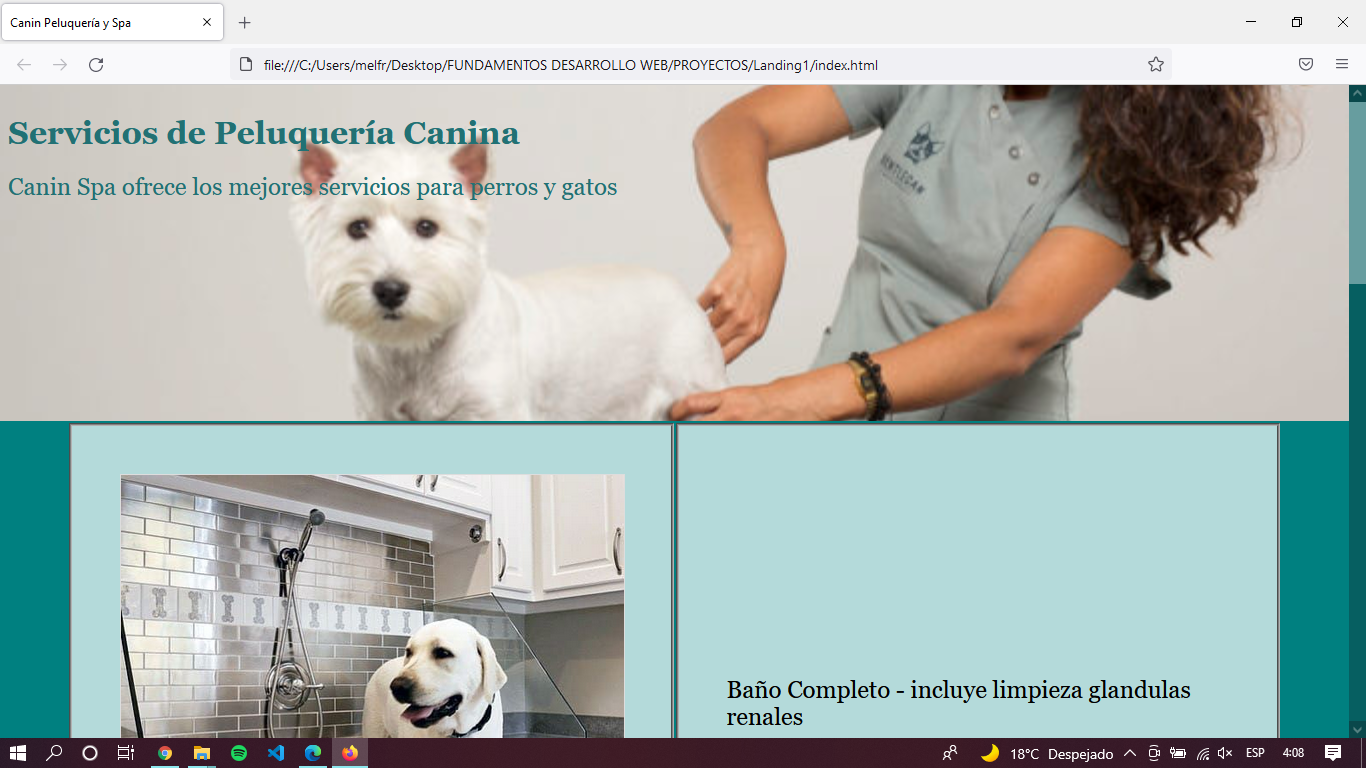 Canin Peluquería y Spa
file:///C:/Users/melfr/Desktop/FUNDAMENTOS DESARROLLO WEB/PROYECTOS/Landing1/index.html
Servicios de Peluquería Canina
Canin Spa ofrece los mejores servicios para perros y gatos
Baño Completo - incluye limpieza glandulas
renales
18°C Despejado
ESP
4:08